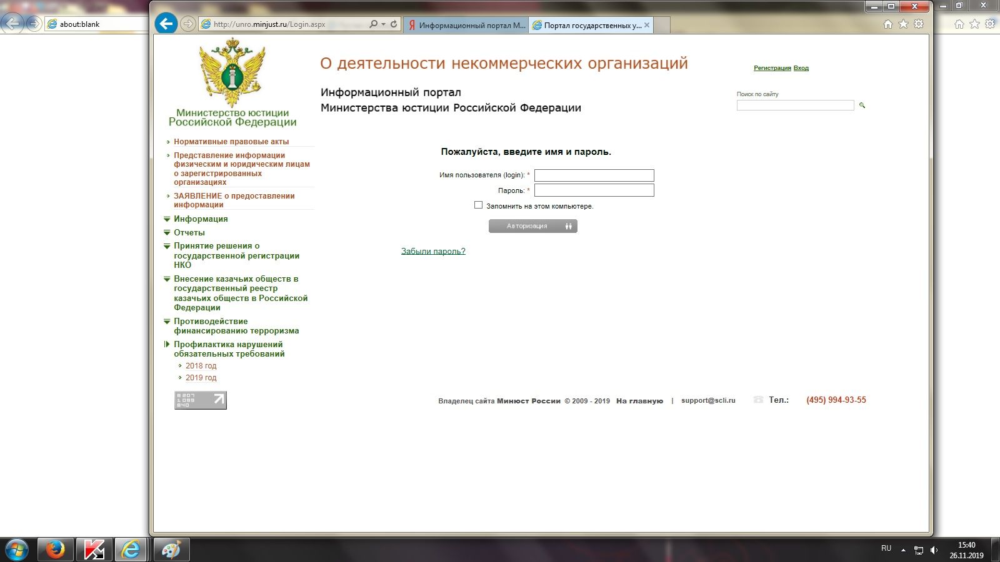 about:blank
http://unro.minjust.ru/Login.aspx
Информационный портал М...
Портал государственных у...
Министерство юстиции
Российской Федерации
О деятельности некоммерческих организаций
Информационный портал
Министерства юстиции Российской Федерации
Регистрация Вход
Поиск по сайту
Нормативные правовые акты
Представление информации
физическим и юридическим лицам
о зарегистрированных
организациях
ЗАЯВЛЕНИЕ о предоставлении
информации
Информация
Отчеты
Принятие решения о
государственной регистрации
НКО
Внесение казачьих обществ в
государственный реестр
казачьих обществ в Российской
Федерации
Противодействие
финансированию терроризма
Профилактика нарушений
обязательных требований
2018 год
2019 год
8 207
1 099
840
Пожалуйста, введите имя и пароль.
Имя пользователя (login): *
Пароль: *
Запомнить на этом компьютере.
Авторизация
Забыли пароль?
Владелец сайта Минюст России © 2009 - 2019 На главную | support@scli.ru Тел.: (495) 994-93-55
RU
15:40
26.11.2019